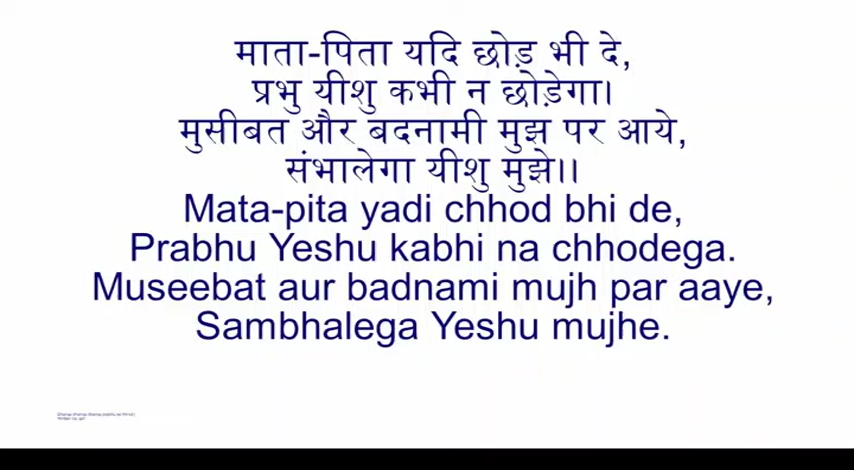 माता-पिता यदि छोड़ भी दे,
प्रभु यीशु कभी न छोड़ेगा।
मुसीबत और बदनामी मुझ पर आये,
संभालेगा यीशु मुझे।।
Mata-pita yadi chhod bhi de,
Prabhu Yeshu kabhi na chhodega.
Museebat aur badnami mujh par aaye,
Sambhalega Yeshu mujhe.